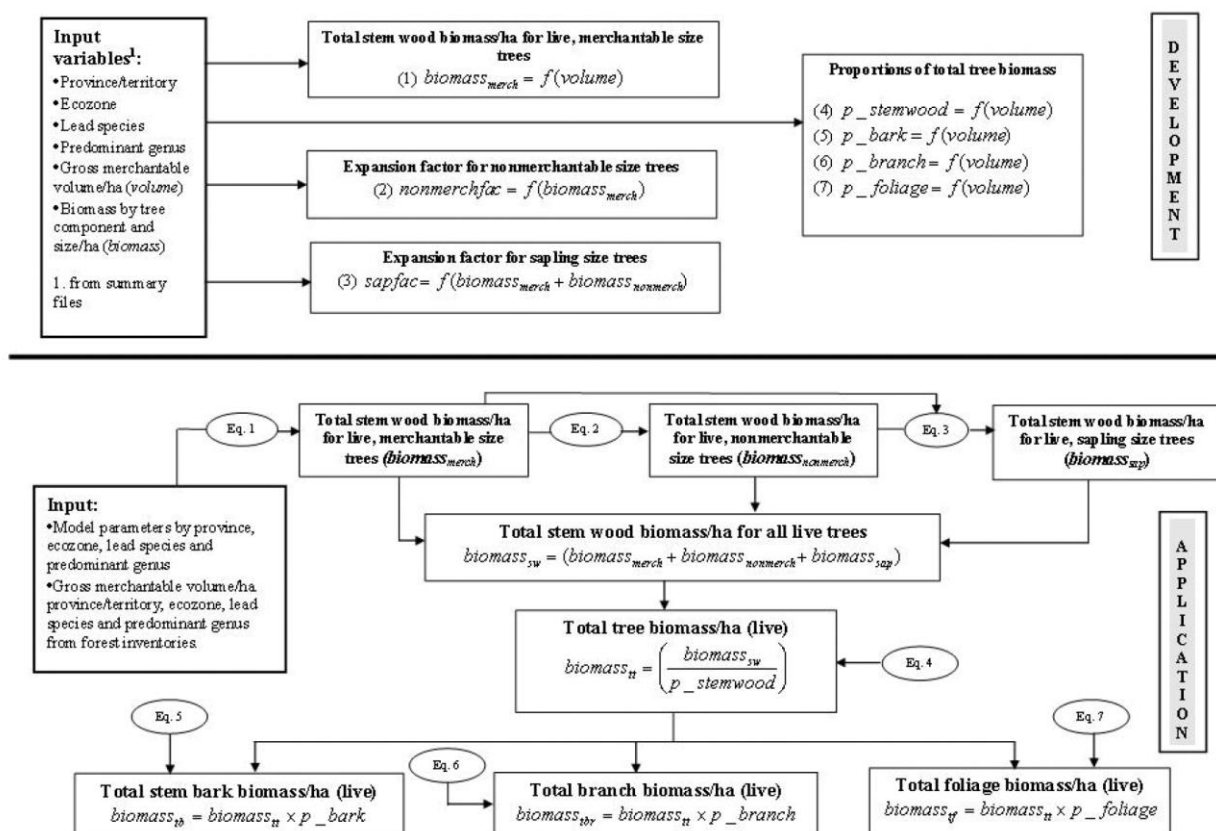 Input
variables¹:
•Province/territory
•Ecozone
•Lead species
•Predominant genus
•Gross merchantable
volume/ha (volume)
•Biomass by tree
component and
size/ha (biomass)
1. from summary
files
Total stem wood biomass/ha for live, merchantable size
trees
(1) biomass_merch = f(volume)
Expansion factor for nonmerchantable size trees
(2) nonmerchfac = f(biomass_merch)
Expansion factor for sapling size trees
(3) sapfac = f(biomass_merch + biomass_nonmerch)
Proportions of total tree biomass
(4) p_stemwood = f(volume)
(5) p_bark = f(volume)
(6) p_branch = f(volume)
(7) p_foliage = f(volume)
DEVELOPMENT
Eq. 1
Total stem wood biomass/ha
for live, merchantable size
trees (biomass_merch)
Eq. 2
Total stem wood biomass/ha
for live, nonmerchantable
size trees (biomass_nonmerch)
Eq. 3
Total stem wood biomass/ha
for live, sapling size trees
(biomass_sap)
Input:
•Model parameters by province,
ecozone, lead species and
predominant genus
•Gross merchantable volume/ha
province/territory, ecozone, lead
species and predominant genus
from forest inventories.
Total stem wood biomass/ha for all live trees
biomass_sw = (biomass_merch + biomass_nonmerch + biomass_sap)
Total tree biomass/ha (live)
biomass_tt = (biomass_sw / p_stemwood)
Eq. 4
APPLICATION
Eq. 5
Eq. 6
Eq. 7
Total stem bark biomass/ha (live)
biomass_tb = biomass_tt × p_bark
Total branch biomass/ha (live)
biomass_tbr = biomass_tt × p_branch
Total foliage biomass/ha (live)
biomass_tf = biomass_tt × p_foliage